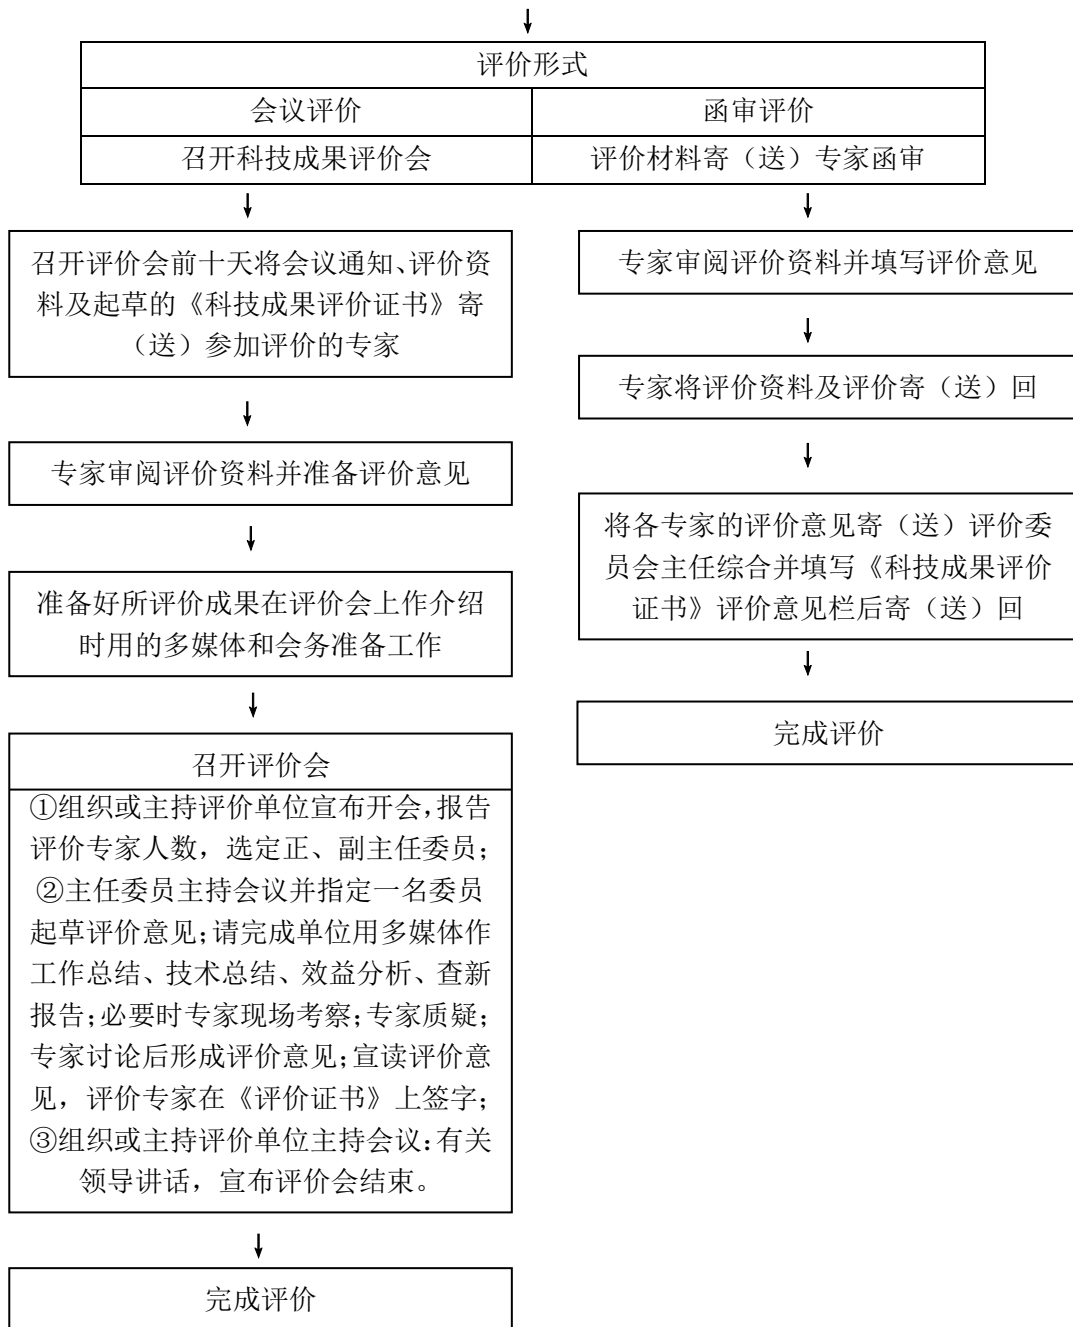 评价形式
会议评价
函审评价
召开科技成果评价会
评价材料寄（送）专家函审
召开评价会前十天将会议通知、评价资
料及起草的《科技成果评价证书》寄
（送）参加评价的专家
专家审阅评价资料并准备评价意见
准备好所评价成果在评价会上作介绍
时用的多媒体和会务准备工作
召开评价会
①组织或主持评价单位宣布开会，报告
评价专家人数，选定正、副主任委员；
②主任委员主持会议并指定一名委员
起草评价意见；请完成单位用多媒体作
工作总结、技术总结、效益分析、查新
报告；必要时专家现场考察；专家质疑；
专家讨论后形成评价意见；宣读评价意
见，评价专家在《评价证书》上签字；
③组织或主持评价单位主持会议：有关
领导讲话，宣布评价会结束。
完成评价
专家审阅评价资料并填写评价意见
专家将评价资料及评价寄（送）回
将各专家的评价意见寄（送）评价委
员会主任综合并填写《科技成果评价
证书》评价意见栏后寄（送）回
完成评价